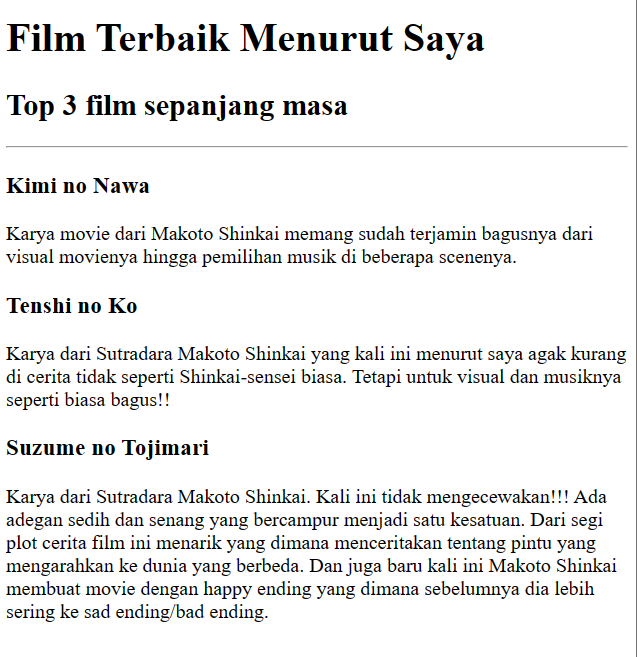 Film Terbaik Menurut Saya
Top 3 film sepanjang masa
Kimi no Nawa
Karya movie dari Makoto Shinkai memang sudah terjamin bagusnya dari
visual movienya hingga pemilihan musik di beberapa scenenya.
Tenshi no Ko
Karya dari Sutradara Makoto Shinkai yang kali ini menurut saya agak kurang
di cerita tidak seperti Shinkai-sensei biasa. Tetapi untuk visual dan musiknya
seperti biasa bagus!!
Suzume no Tojimari
Karya dari Sutradara Makoto Shinkai. Kali ini tidak mengecewakan!!! Ada
adegan sedih dan senang yang bercampur menjadi satu kesatuan. Dari segi
plot cerita film ini menarik yang dimana menceritakan tentang pintu yang
mengarahkan ke dunia yang berbeda. Dan juga baru kali ini Makoto Shinkai
membuat movie dengan happy ending yang dimana sebelumnya dia lebih
sering ke sad ending/bad ending.